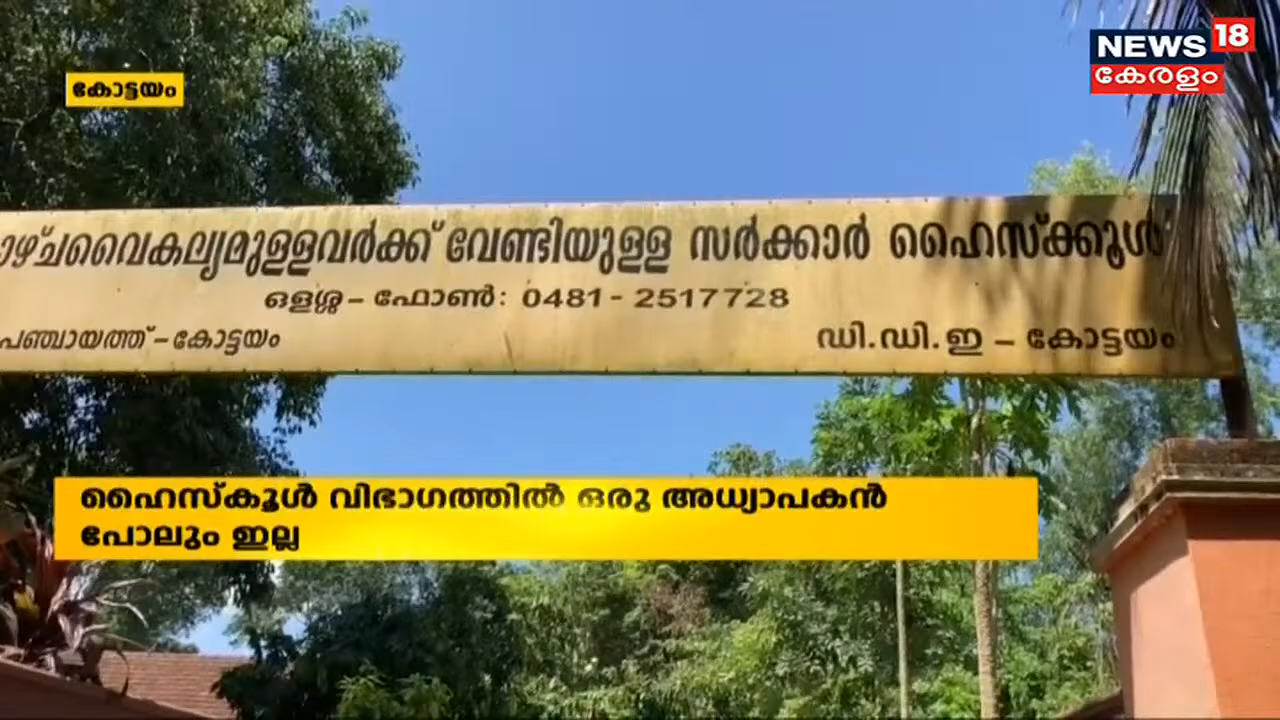 NEWS 18
കേരളം
കോട്ടയം
കാഴ്ചവൈകല്യമുള്ളവർക്ക് വേണ്ടിയുള്ള സർക്കാർ ഹൈസ്ക്കൂൾ
ഒളശ്ശ – ഫോൺ: 0481 - 2517728
പഞ്ചായത്ത് – കോട്ടയം
ഡി.ഡി.ഇ – കോട്ടയം
ഹൈസ്കൂൾ വിഭാഗത്തിൽ ഒരു അധ്യാപകൻ
പോലും ഇല്ല